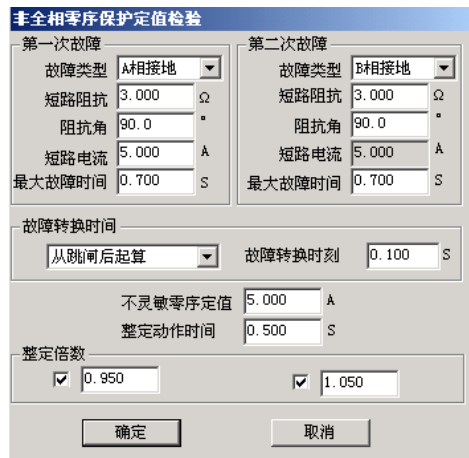 非全相零序保护定值检验
第一次故障
故障类型 A相接地
短路阻抗 3.000 Ω
阻抗角 90.0 °
短路电流 5.000 A
最大故障时间 0.700 S
第二次故障
故障类型 B相接地
短路阻抗 3.000 Ω
阻抗角 90.0 °
短路电流 5.000 A
最大故障时间 0.700 S
故障转换时间
从跳闸后起算 故障转换时刻 0.100 S
不灵敏零序定值 5.000 A
整定动作时间 0.500 S
整定倍数
0.950 1.050
确定 取消